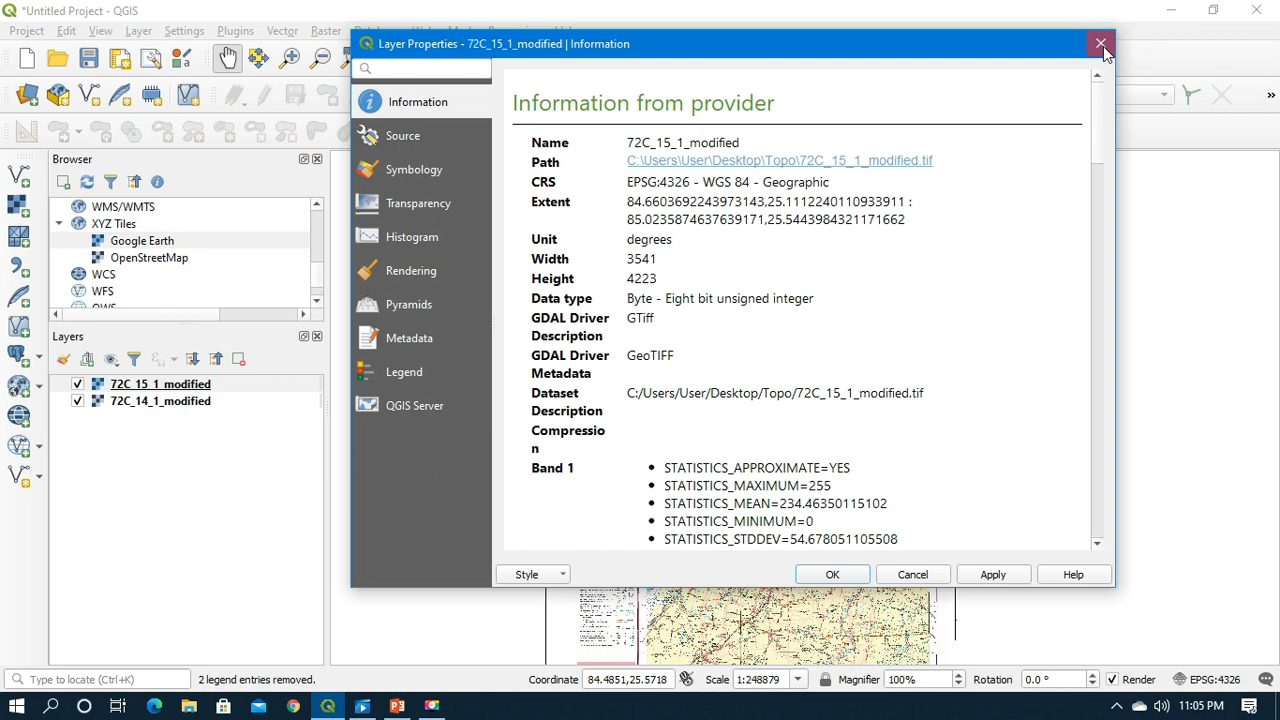 *Untitled Project - QGIS
Project Edit View Layer Settings Plugins Vector Raster
Layer Properties - 72C_15_1_modified | Information
Information
Source
Symbology
Transparency
Histogram
Rendering
Pyramids
Metadata
Legend
QGIS Server
Information from provider
Name 72C_15_1_modified
Path C:\Users\User\Desktop\Topo\72C_15_1_modified.tif
CRS EPSG:4326 - WGS 84 - Geographic
Extent 84.6603692243973143,25.1112240110933911 :
85.0235874637639171,25.5443984321171662
Unit degrees
Width 3541
Height 4223
Data type Byte - Eight bit unsigned integer
GDAL Driver GTiff
Description
GDAL Driver GeoTIFF
Metadata
Dataset C:/Users/User/Desktop/Topo/72C_15_1_modified.tif
Description
Compressio
n
Band 1 • STATISTICS_APPROXIMATE=YES
• STATISTICS_MAXIMUM=255
• STATISTICS_MEAN=234.46350115102
• STATISTICS_MINIMUM=0
• STATISTICS_STDDEV=54.678051105508
Style OK Cancel Apply Help
Browser
WMS/WMTS
XYZ Tiles
Google Earth
OpenStreetMap
WCS
WFS
Layers
72C_15_1_modified
72C_14_1_modified
Type to locate (Ctrl+K) 2 legend entries removed. Coordinate 84.4851,25.5718 Scale 1:248879 Magnifier 100% Rotation 0.0 ° Render EPSG:4326
11:05 PM